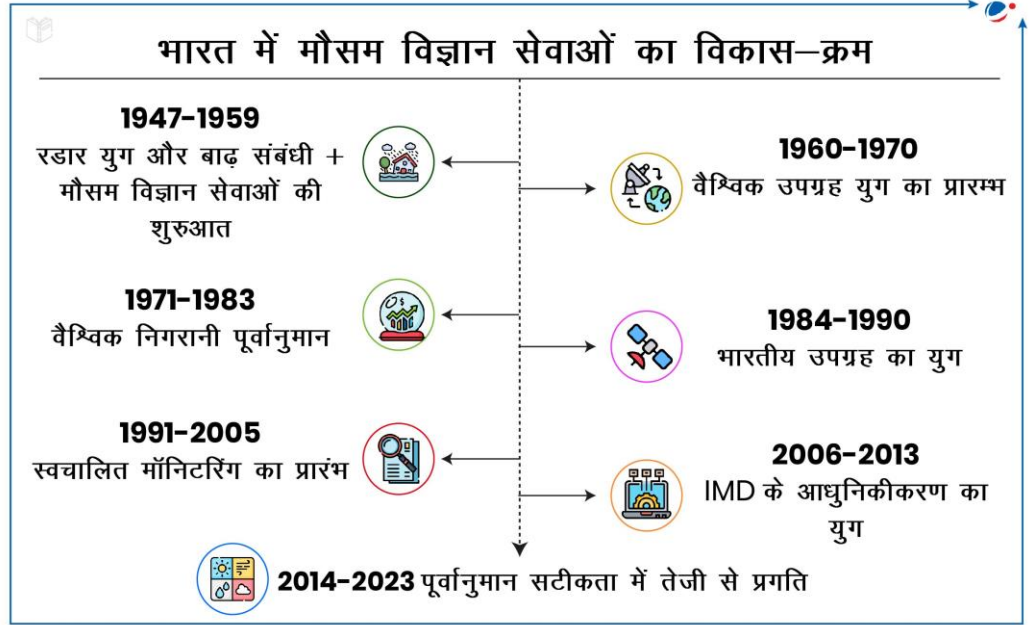 भारत में मौसम विज्ञान सेवाओं का विकास–क्रम
1947-1959
रडार युग और बाढ़ संबंधी +
मौसम विज्ञान सेवाओं की
शुरुआत
1960-1970
वैश्विक उपग्रह युग का प्रारम्भ
1971-1983
वैश्विक निगरानी पूर्वानुमान
1984-1990
भारतीय उपग्रह का युग
1991-2005
स्वचालित मॉनिटरिंग का प्रारंभ
2006-2013
IMD के आधुनिकीकरण का
युग
2014-2023 पूर्वानुमान सटीकता में तेजी से प्रगति